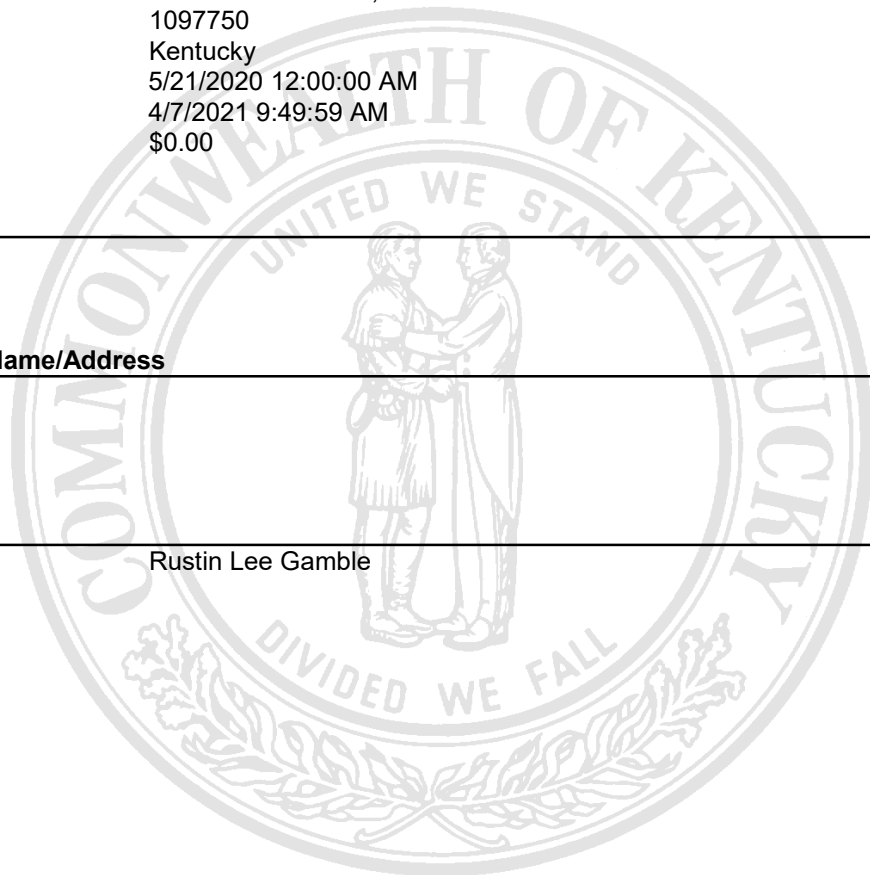 1097750
Kentucky
5/21/2020 12:00:00 AM
4/7/2021 9:49:59 AM
$0.00
COMMONWEALTH OF KENTUCKY
UNITED WE STAND
ame/Address
Rustin Lee Gamble
DIVIDED WE FALL